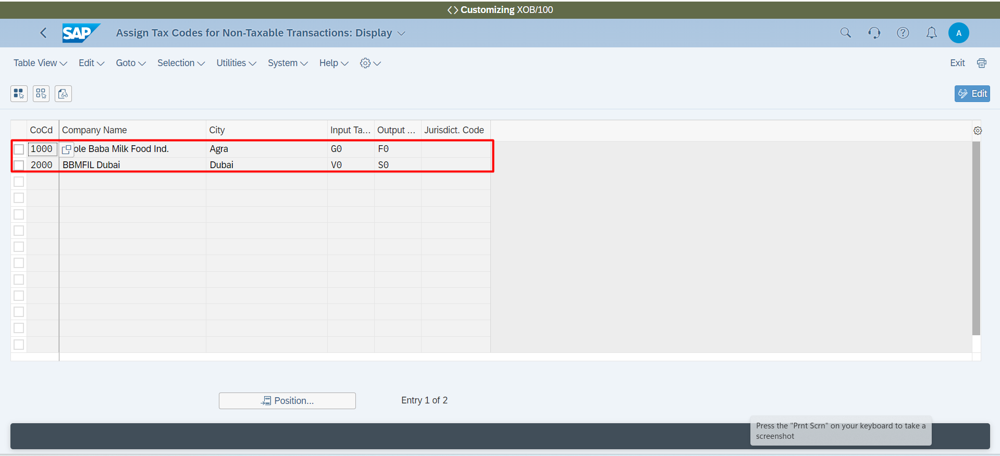 <> Customizing XOB/100
SAP Assign Tax Codes for Non-Taxable Transactions: Display A
Table View Edit Goto Selection Utilities System Help Exit
Edit
CoCd Company Name City Input Ta... Output ... Jurisdict. Code
1000 ole Baba Milk Food Ind. Agra G0 F0
2000 BBMFIL Dubai Dubai V0 S0
Position... Entry 1 of 2
Press the "Prnt Scrn" on your keyboard to take a
screenshot